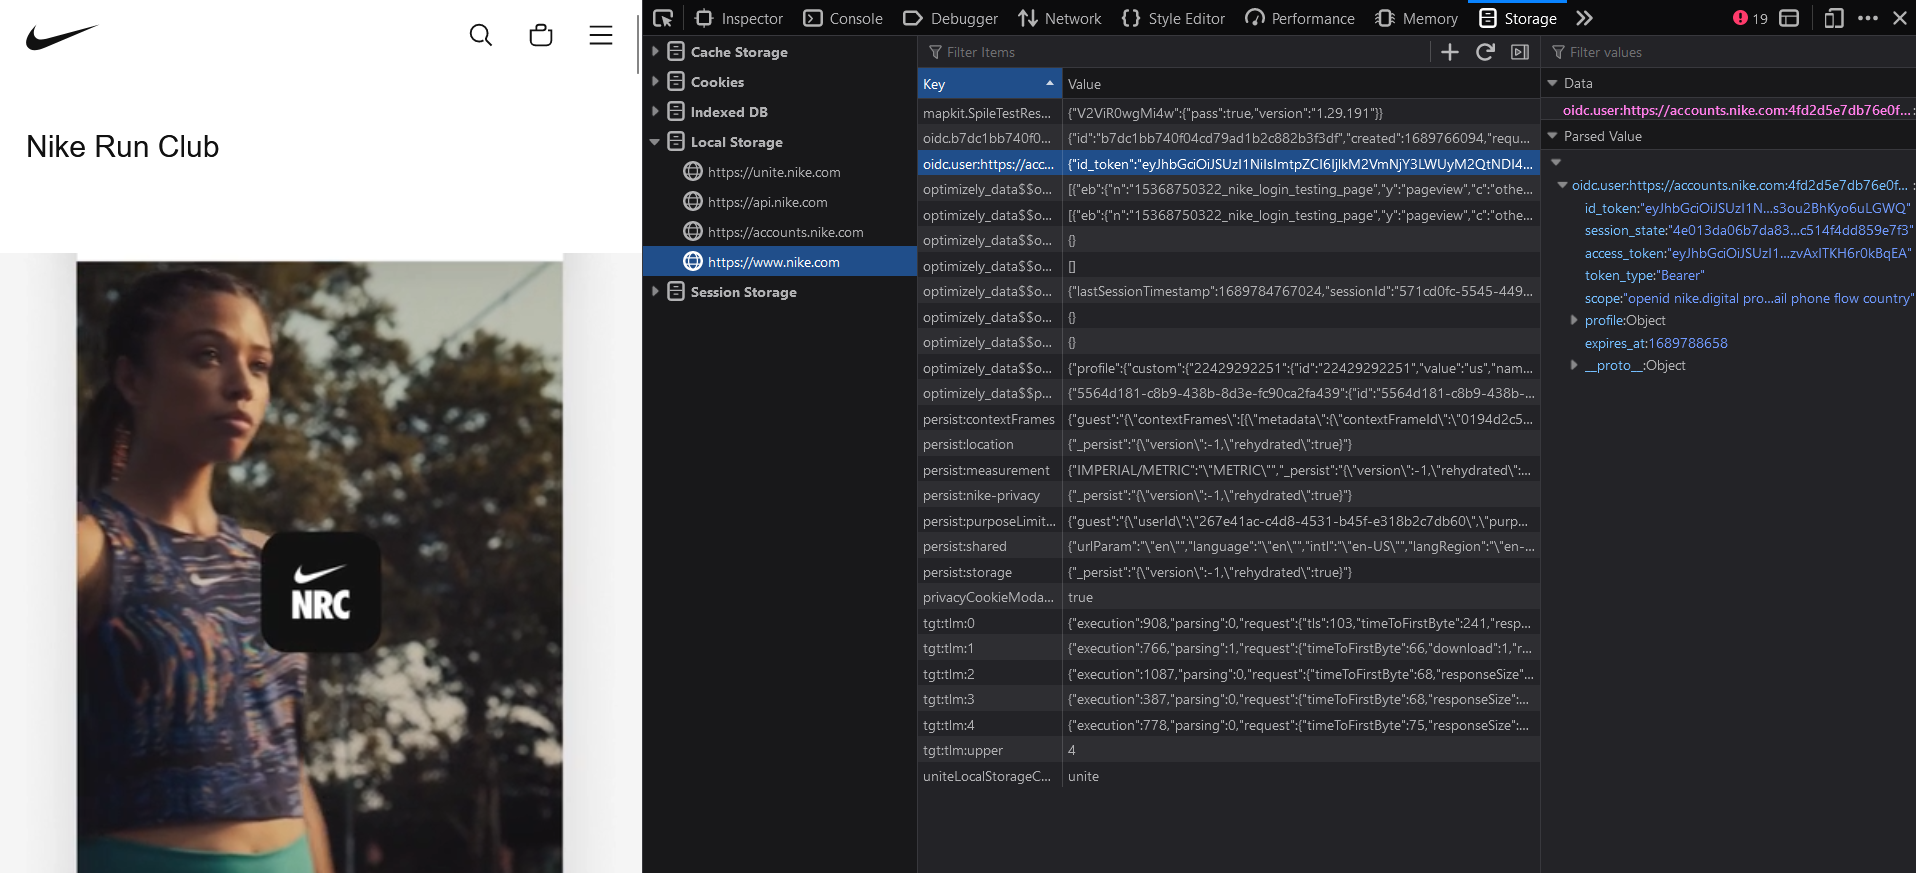 Nike Run Club
NRC
Inspector
Console
Debugger
Network
Style Editor
Performance
Memory
Storage
19
Cache Storage
Cookies
Indexed DB
Local Storage
https://unite.nike.com
https://api.nike.com
https://accounts.nike.com
https://www.nike.com
Session Storage
Filter Items
Key Value
mapkit.SpileTestRes... {"V2ViR0wgMi4w":{"pass":true,"version":"1.29.191"}}
oidc.b7dc1bb740f0... {"id":"b7dc1bb740f04cd79ad1b2c882b3f3df","created":1689766094,"requ...
oidc.user:https://acc... {"id_token":"eyJhbGciOiJSUzI1NiIsImtpZCI6IjlkM2VmNjY3LWUyM2QtNDI4...
optimizely_data$$o... [{"eb":{"n":"15368750322_nike_login_testing_page","y":"pageview","c":"othe...
optimizely_data$$o... [{"eb":{"n":"15368750322_nike_login_testing_page","y":"pageview","c":"othe...
optimizely_data$$o... {}
optimizely_data$$o... []
optimizely_data$$o... {"lastSessionTimestamp":1689784767024,"sessionId":"571cd0fc-5545-449...
optimizely_data$$o... {}
optimizely_data$$o... {}
optimizely_data$$o... {"profile":{"custom":{"22429292251":{"id":"22429292251","value":"us","nam...
optimizely_data$$p... {"5564d181-c8b9-438b-8d3e-fc90ca2fa439":{"id":"5564d181-c8b9-438b-...
persist:contextFrames {"guest":"{\"contextFrames\":[{\"metadata\":{\"contextFrameId\":\"0194d2c5...
persist:location {"_persist":"{\"version\":-1,\"rehydrated\":true}"}
persist:measurement {"IMPERIAL/METRIC":"\"METRIC\"","_persist":"{\"version\":-1,\"rehydrated\":...
persist:nike-privacy {"_persist":"{\"version\":-1,\"rehydrated\":true}"}
persist:purposeLimit... {"guest":"{\"userId\":\"267e41ac-c4d8-4531-b45f-e318b2c7db60\",\"purp...
persist:shared {"urlParam":"\"en\"","language":"\"en\"","intl":"\"en-US\"","langRegion":"\"en-...
persist:storage {"_persist":"{\"version\":-1,\"rehydrated\":true}"}
privacyCookieModa... true
tgt:tlm:0 {"execution":908,"parsing":0,"request":{"tls":103,"timeToFirstByte":241,"resp...
tgt:tlm:1 {"execution":766,"parsing":1,"request":{"timeToFirstByte":66,"download":1,"r...
tgt:tlm:2 {"execution":1087,"parsing":0,"request":{"timeToFirstByte":68,"responseSize"...
tgt:tlm:3 {"execution":387,"parsing":0,"request":{"timeToFirstByte":68,"responseSize":...
tgt:tlm:4 {"execution":778,"parsing":0,"request":{"timeToFirstByte":75,"responseSize":...
tgt:tlm:upper 4
uniteLocalStorageC... unite
Filter values
Data
oidc.user:https://accounts.nike.com:4fd2d5e7db76e0f...:
Parsed Value
oidc.user:https://accounts.nike.com:4fd2d5e7db76e0f... :
id_token:"eyJhbGciOiJSUzI1N...s3ou2BhKyo6uLGWQ"
session_state:"4e013da06b7da83...c514f4dd859e7f3"
access_token:"eyJhbGciOiJSUzI1...zvAxITKH6r0kBqEA"
token_type:"Bearer"
scope:"openid nike.digital pro...ail phone flow country"
profile:Object
expires_at:1689788658
__proto__:Object